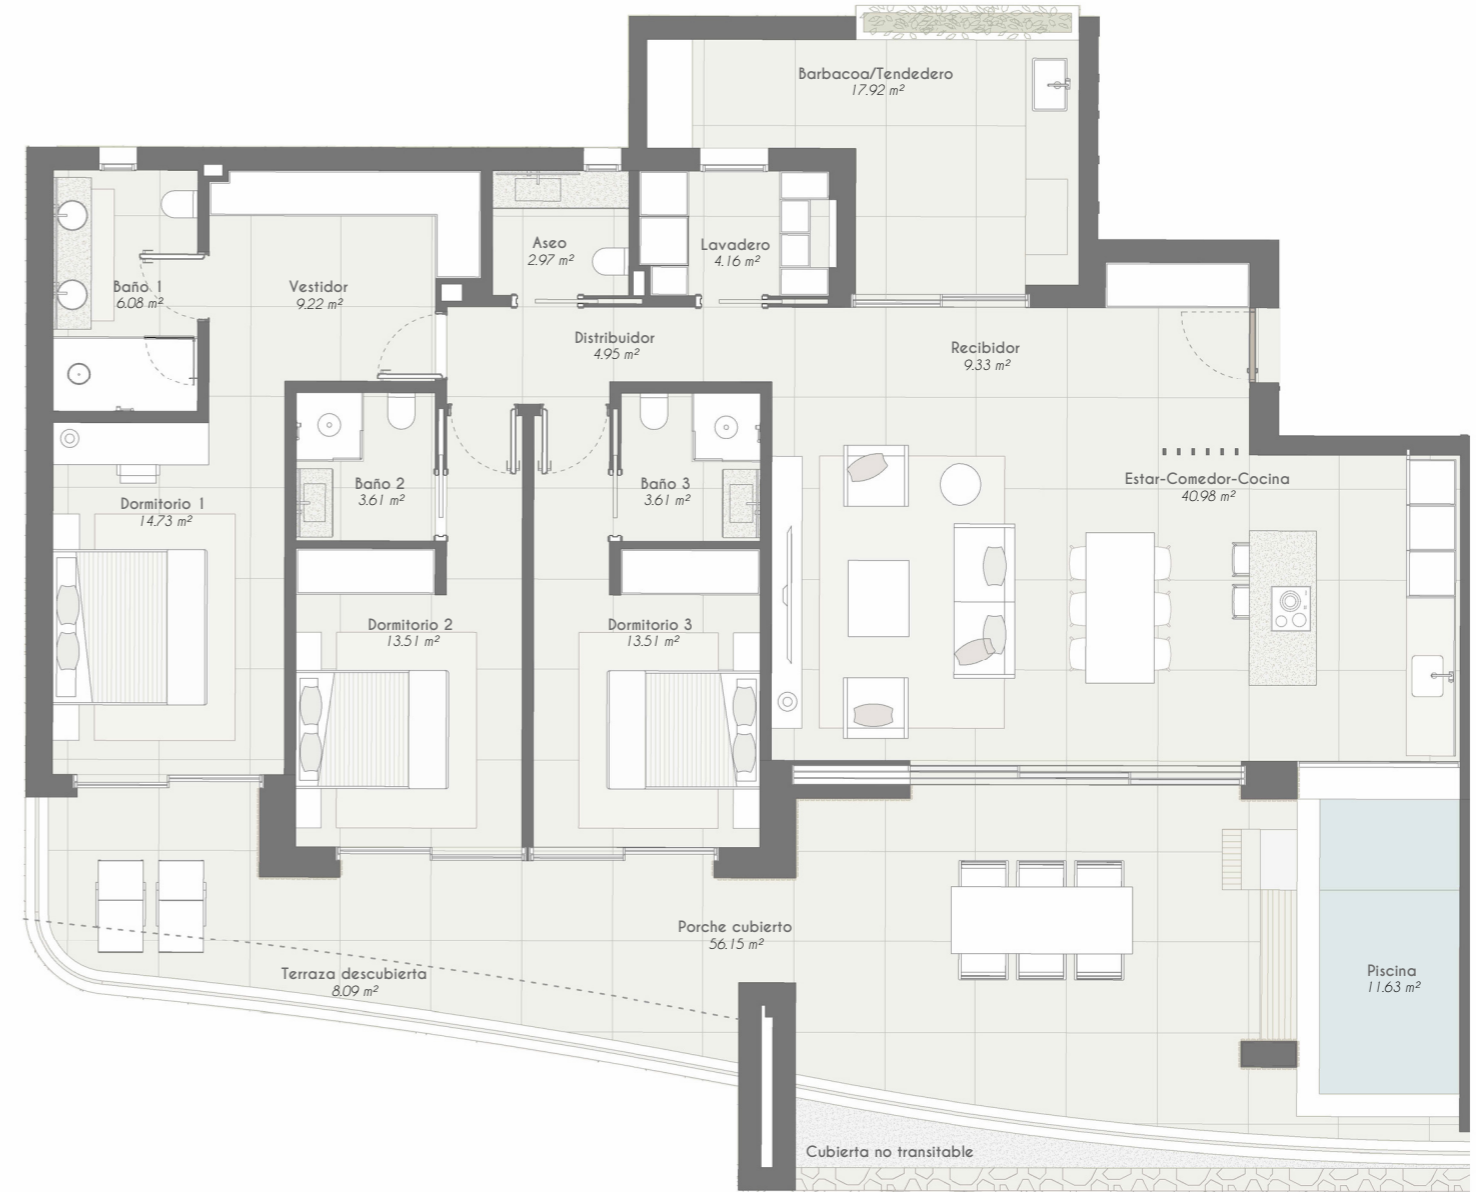 Barbacoa/Tendedero
17.92 m²
Aseo
2.97 m²
Lavadero
4.16 m²
Baño 1
6.08 m²
Vestidor
9.22 m²
Distribuidor
4.95 m²
Recibidor
9.33 m²
Baño 2
3.61 m²
Baño 3
3.61 m²
Estar-Comedor-Cocina
40.98 m²
Dormitorio 1
14.73 m²
Dormitorio 2
13.51 m²
Dormitorio 3
13.51 m²
Porche cubierto
56.15 m²
Terraza descubierta
8.09 m²
Piscina
11.63 m²
Cubierta no transitable